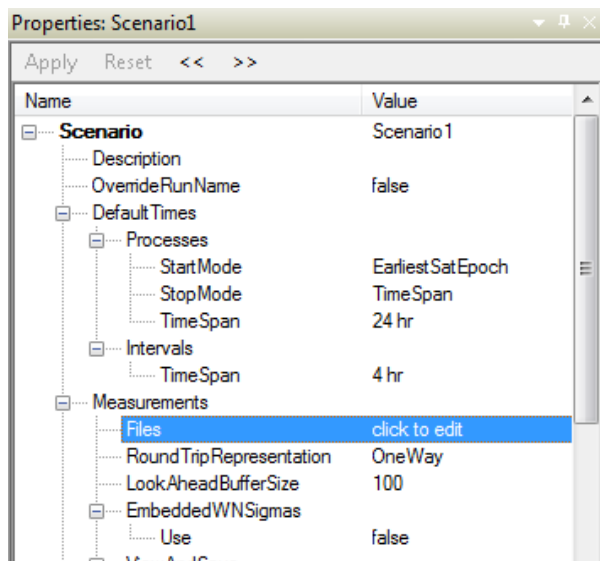 Properties: Scenario1
Apply Reset << >>
Name Value
Scenario Scenario1
Description
OverrideRunName false
DefaultTimes
Processes
StartMode EarliestSatEpoch
StopMode TimeSpan
TimeSpan 24 hr
Intervals
TimeSpan 4 hr
Measurements
Files click to edit
RoundTripRepresentation OneWay
LookAheadBufferSize 100
EmbeddedWNSigmas
Use false